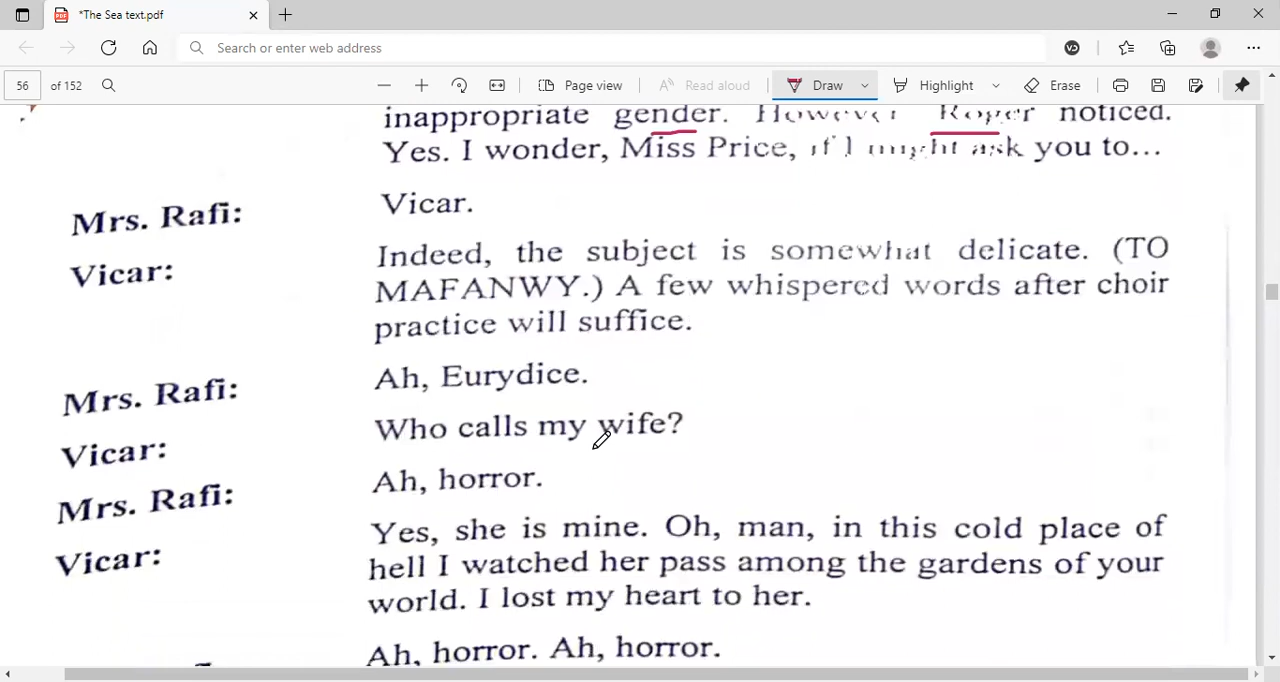 *The Sea text.pdf
Search or enter web address
56 of 152
Page view
Read aloud
Draw
Highlight
Erase
inappropriate gender. However Roger noticed.
Yes. I wonder, Miss Price, if I might ask you to...
Mrs. Rafi: Vicar.
Vicar: Indeed, the subject is somewhat delicate. (TO
MAFANWY.) A few whispered words after choir
practice will suffice.
Mrs. Rafi: Ah, Eurydice.
Vicar: Who calls my wife?
Mrs. Rafi: Ah, horror.
Vicar: Yes, she is mine. Oh, man, in this cold place of
hell I watched her pass among the gardens of your
world. I lost my heart to her.
Ah, horror. Ah, horror.